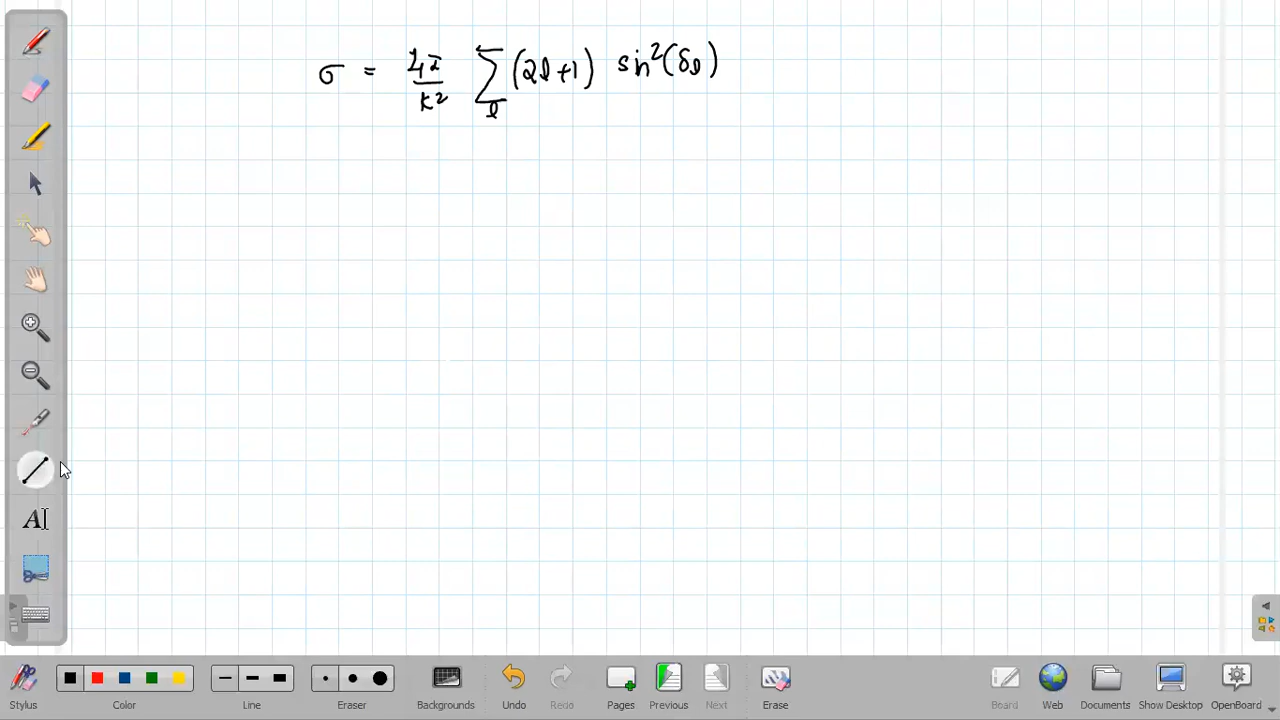 σ = 4π/k² ∑_l (2l+1) sin²(δ_l)
A
Stylus
Color
Line
Eraser
Backgrounds
Undo
Redo
Pages
Previous
Next
Erase
Board
Web
Documents
Show Desktop
OpenBoard